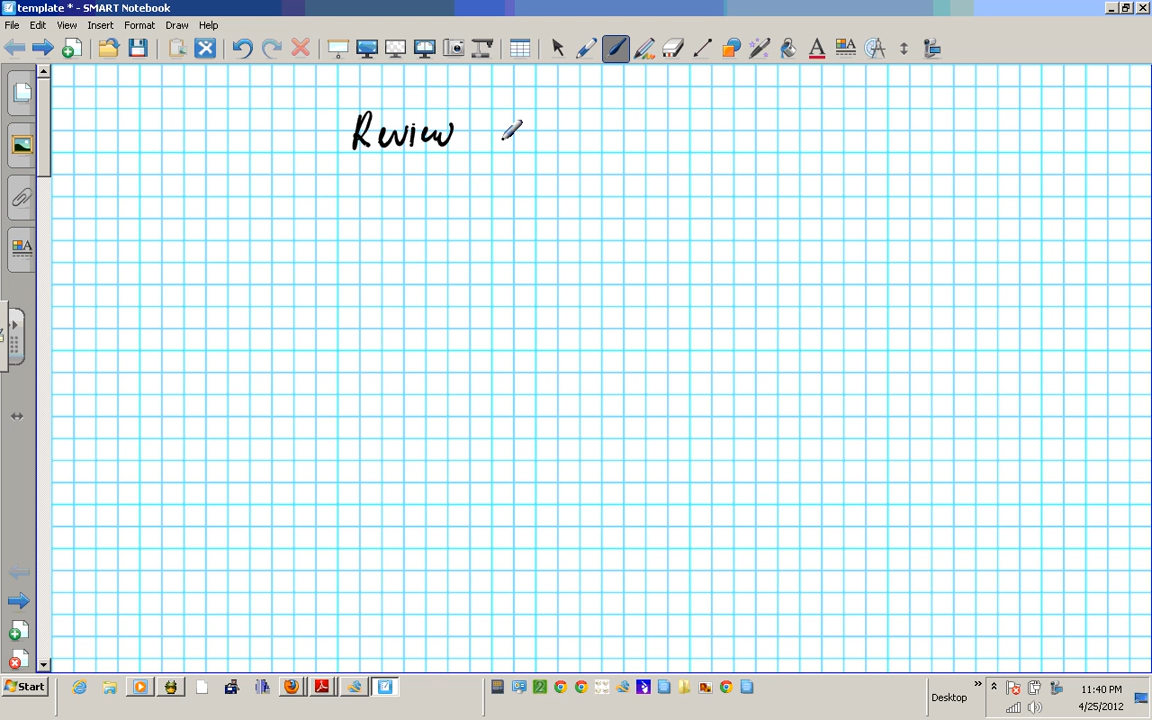 template * - SMART Notebook
File Edit View Insert Format Draw Help
Review
Start
Desktop
»
11:40 PM
4/25/2012